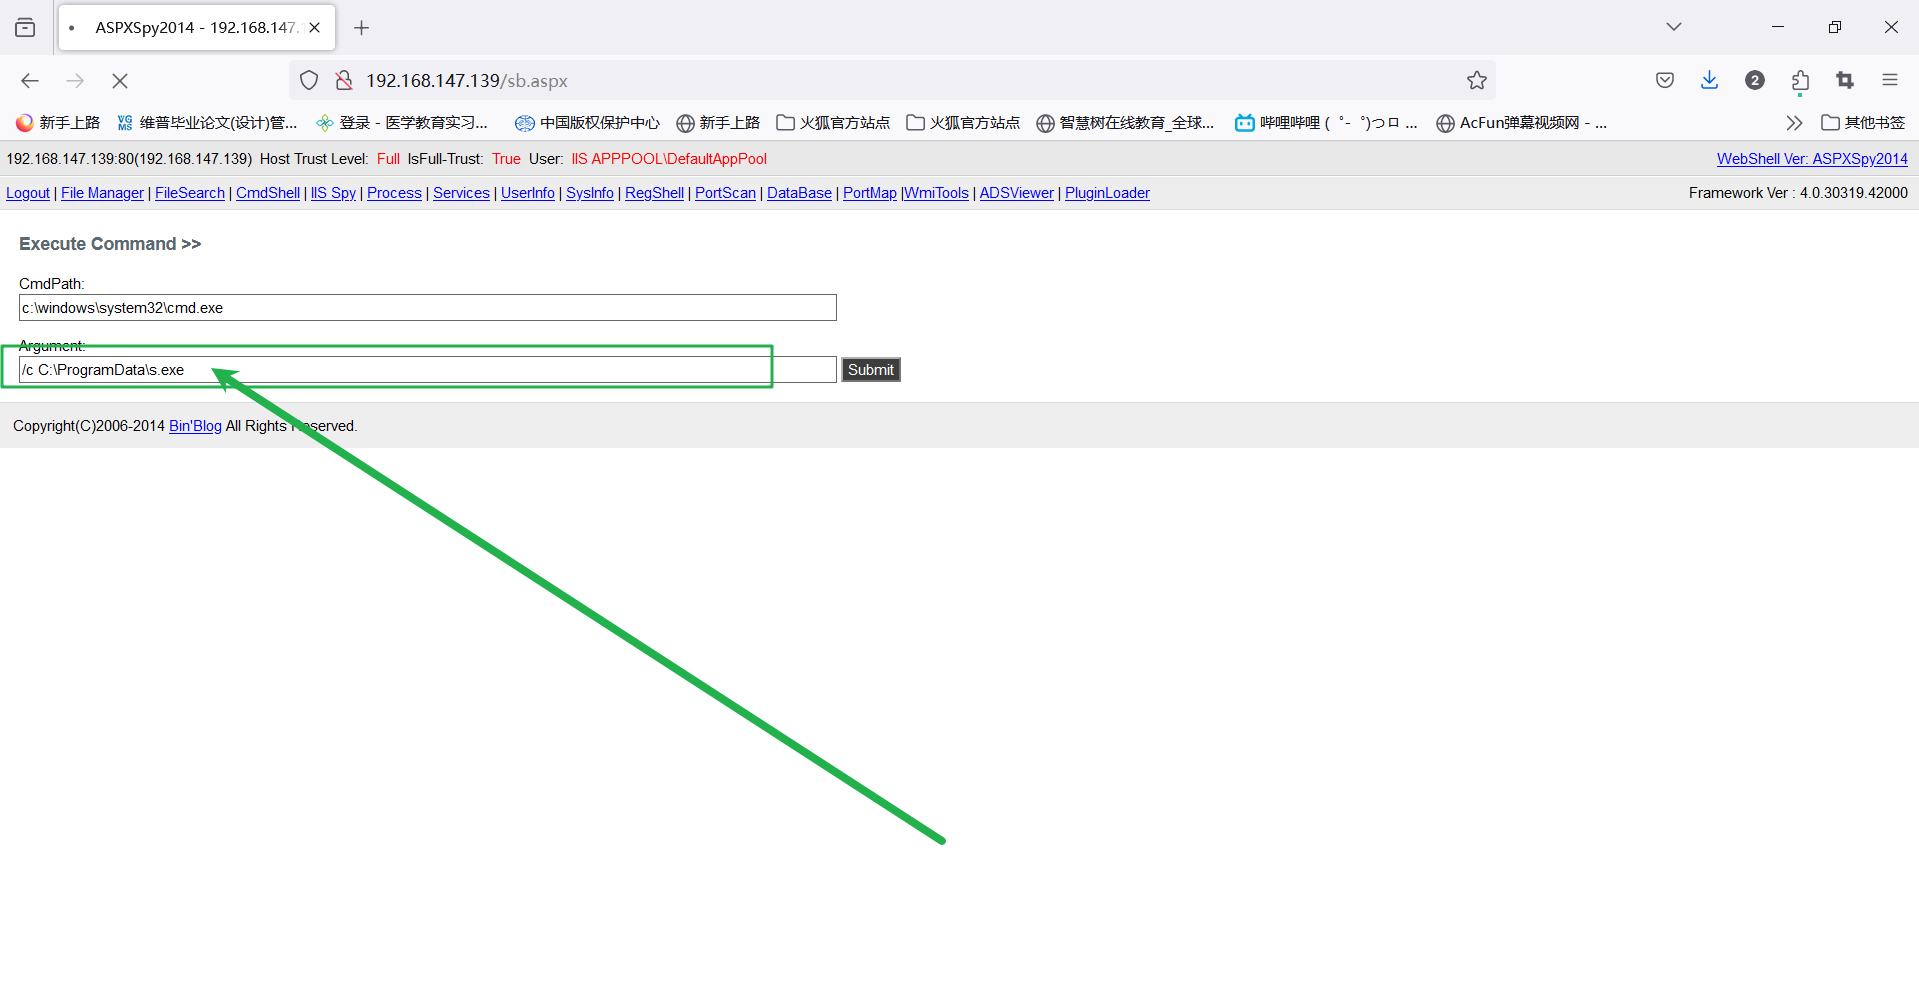 ASPXSpy2014 - 192.168.147.1
192.168.147.139/sb.aspx
2
新手上路 维普毕业论文(设计)管... 登录 - 医学教育实习... 中国版权保护中心 新手上路 火狐官方站点 火狐官方站点 智慧树在线教育_全球... 哔哩哔哩 ( ゜- ゜)つロ ... AcFun弹幕视频网 - ... 其他书签
192.168.147.139:80(192.168.147.139) Host Trust Level: Full IsFull-Trust: True User: IIS APPPOOL\DefaultAppPool WebShell Ver: ASPXSpy2014
Logout | File Manager | FileSearch | CmdShell | IIS Spy | Process | Services | UserInfo | SysInfo | RegShell | PortScan | DataBase | PortMap |WmiTools | ADSViewer | PluginLoader Framework Ver : 4.0.30319.42000
Execute Command >>
CmdPath:
c:\windows\system32\cmd.exe
Argument:
/c C:\ProgramData\s.exe Submit
Copyright(C)2006-2014 Bin'Blog All Rights Reserved.